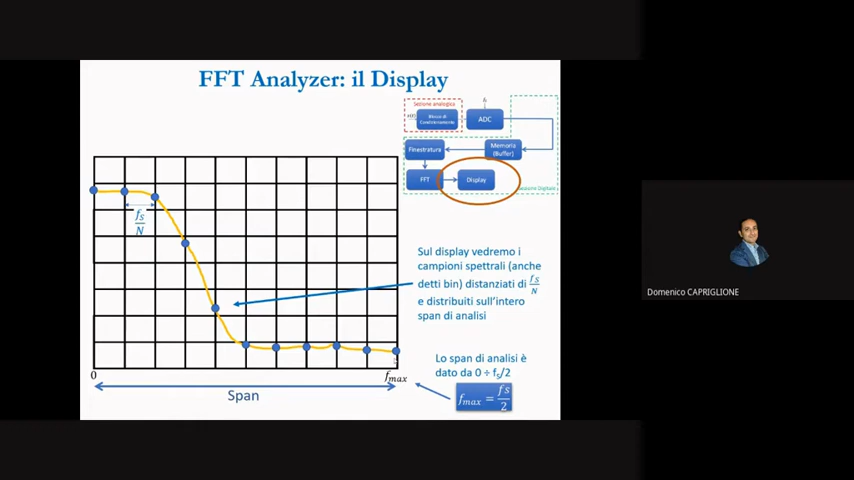 FFT Analyzer: il Display
Sezione analogica
Blocco di
Condizionamento
ADC
Finestratura
Memoria
(Buffer)
FFT
Display
Sezione Digitale
fs
N
Sul display vedremo i
campioni spettrali (anche
detti bin) distanziati di fs/N
e distribuiti sull'intero
span di analisi
Lo span di analisi è
dato da 0 ÷ fs/2
fmax = fs/2
0
fmax
Span
Domenico CAPRIGLIONE